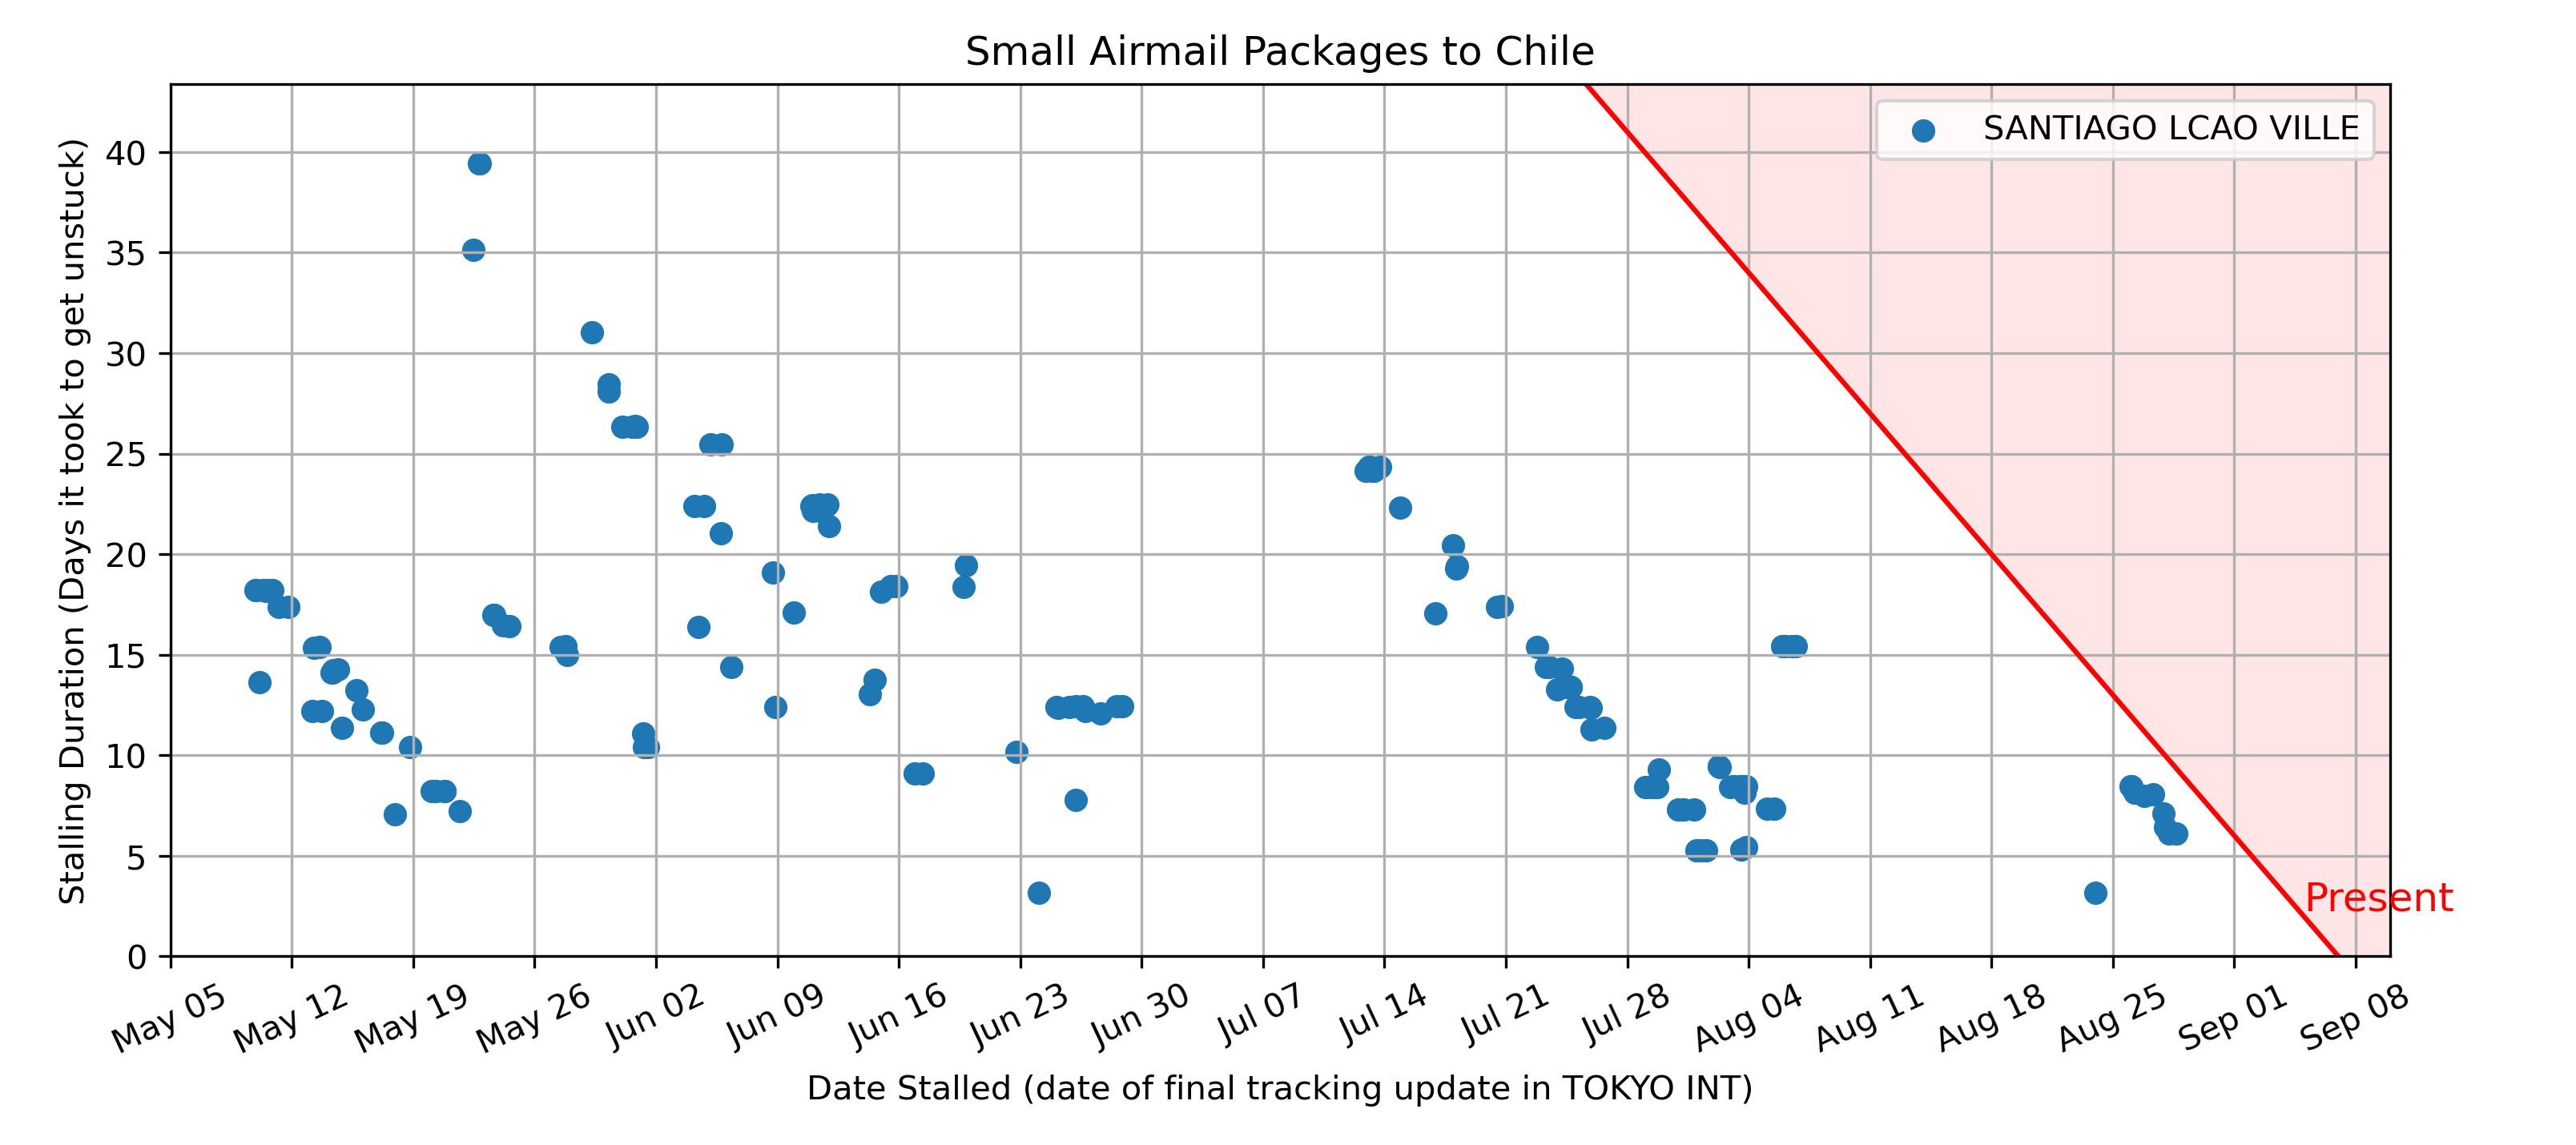 Small Airmail Packages to Chile
SANTIAGO LCAO VILLE
Stalling Duration (Days it took to get unstuck)
40
35
30
25
20
15
10
5
0
Present
May 05
May 12
May 19
May 26
Jun 02
Jun 09
Jun 16
Jun 23
Jun 30
Jul 07
Jul 14
Jul 21
Jul 28
Aug 04
Aug 11
Aug 18
Aug 25
Sep 01
Sep 08
Date Stalled (date of final tracking update in TOKYO INT)